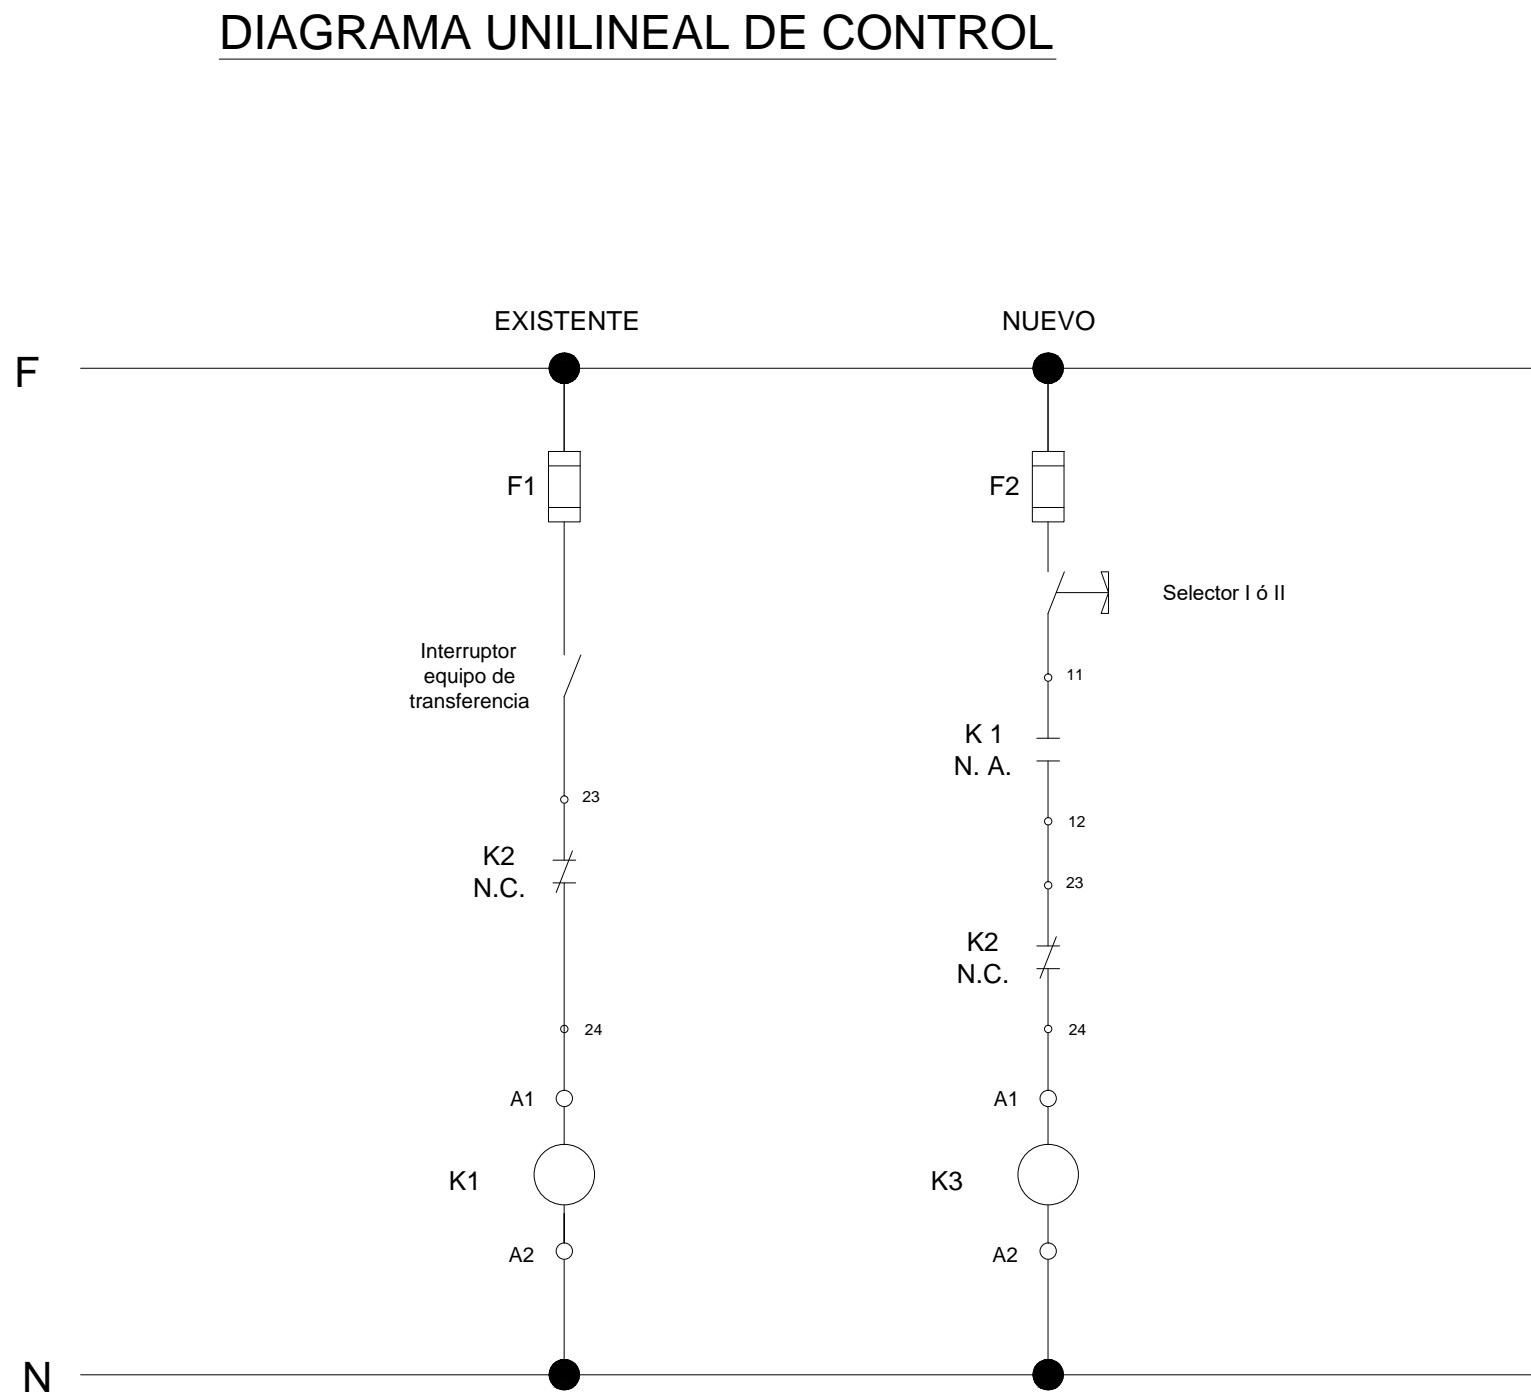 DIAGRAMA UNILINEAL DE CONTROL
EXISTENTE
NUEVO
F
F1
F2
Selector I ó II
Interruptor
equipo de
transferencia
11
K 1
N. A.
23
12
K2
N.C.
23
K2
N.C.
24
24
A1
A1
K1
K3
A2
A2
N